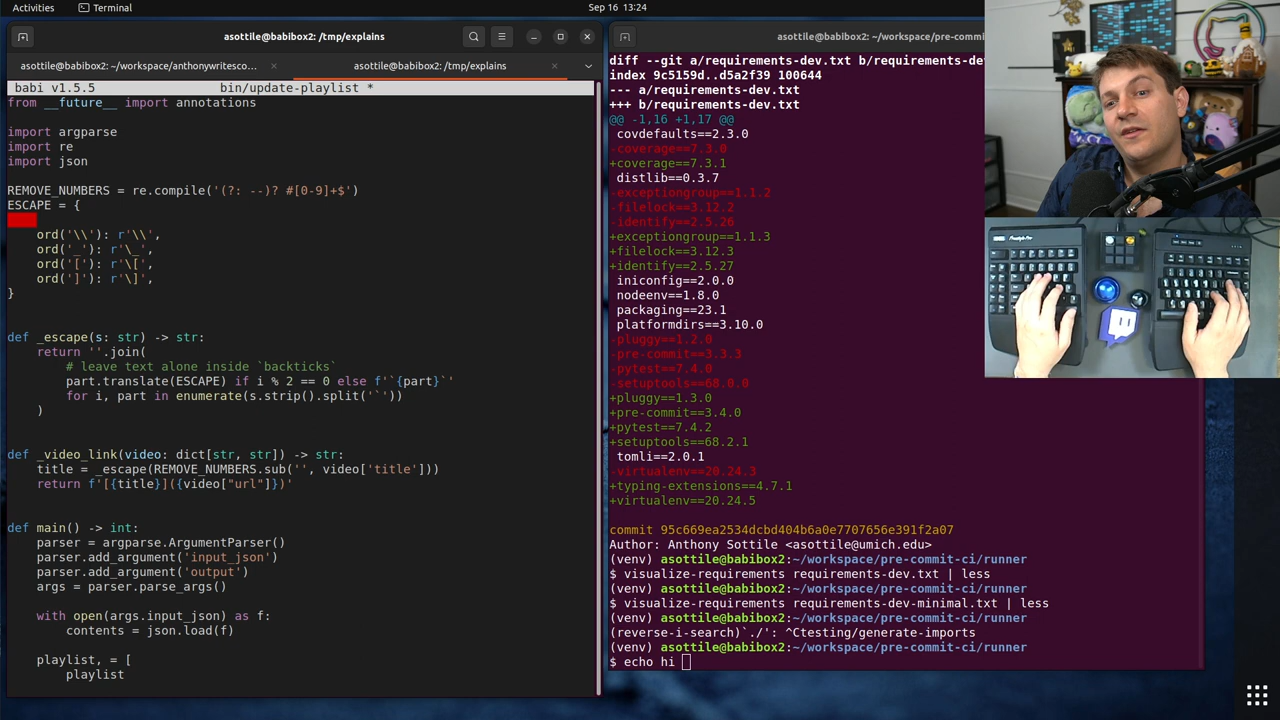 Activities
Terminal
Sep 16 13:24
asottile@babibox2: /tmp/explains
asottile@babibox2: ~/workspace/anthonywritesco…
asottile@babibox2: /tmp/explains
babi v1.5.5 bin/update-playlist *
from __future__ import annotations
import argparse
import re
import json
REMOVE_NUMBERS = re.compile('(?: --)? #[0-9]+$')
ESCAPE = {
ord('\\'): r'\\',
ord('_'): r'\_',
ord('['): r'\[',
ord(']'): r'\]',
}
def _escape(s: str) -> str:
return ''.join(
# leave text alone inside `backticks`
part.translate(ESCAPE) if i % 2 == 0 else f'`{part}`'
for i, part in enumerate(s.strip().split('`'))
)
def _video_link(video: dict[str, str]) -> str:
title = _escape(REMOVE_NUMBERS.sub('', video['title']))
return f'[{title}]({video["url"]})'
def main() -> int:
parser = argparse.ArgumentParser()
parser.add_argument('input_json')
parser.add_argument('output')
args = parser.parse_args()
with open(args.input_json) as f:
contents = json.load(f)
playlist, = [
playlist
asottile@babibox2: ~/workspace/pre-commi
diff --git a/requirements-dev.txt b/requirements-de
index 9c5159d..d5a2f39 100644
--- a/requirements-dev.txt
+++ b/requirements-dev.txt
@@ -1,16 +1,17 @@
covdefaults==2.3.0
-coverage==7.3.0
+coverage==7.3.1
distlib==0.3.7
-exceptiongroup==1.1.2
-filelock==3.12.2
-identify==2.5.26
+exceptiongroup==1.1.3
+filelock==3.12.3
+identify==2.5.27
iniconfig==2.0.0
nodeenv==1.8.0
packaging==23.1
platformdirs==3.10.0
-pluggy==1.2.0
-pre-commit==3.3.3
-pytest==7.4.0
-setuptools==68.0.0
+pluggy==1.3.0
+pre-commit==3.4.0
+pytest==7.4.2
+setuptools==68.2.1
tomli==2.0.1
-virtualenv==20.24.3
+typing-extensions==4.7.1
+virtualenv==20.24.5
commit 95c669ea2534dcbd404b6a0e7707656e391f2a07
Author: Anthony Sottile <asottile@umich.edu>
(venv) asottile@babibox2:~/workspace/pre-commit-ci/runner
$ visualize-requirements requirements-dev.txt | less
(venv) asottile@babibox2:~/workspace/pre-commit-ci/runner
$ visualize-requirements requirements-dev-minimal.txt | less
(venv) asottile@babibox2:~/workspace/pre-commit-ci/runner
(reverse-i-search)`./': ^Ctesting/generate-imports
(venv) asottile@babibox2:~/workspace/pre-commit-ci/runner
$ echo hi